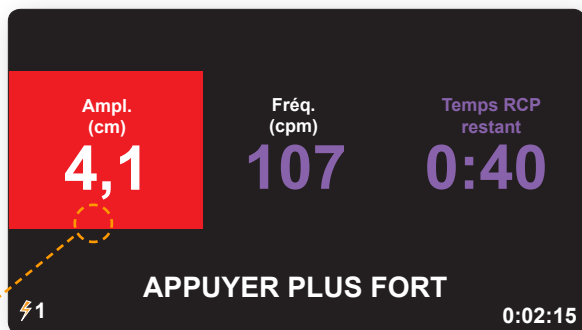 Ampl.
(cm)
4,1
Fréq.
(cpm)
107
Temps RCP
restant
0:40
APPUYER PLUS FORT
1
0:02:15